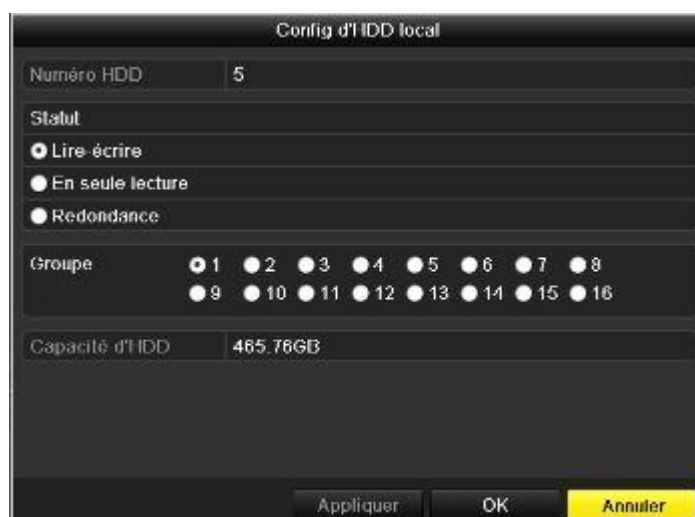 Config d'HDD local
Numéro HDD 5
Statut
Lire-écrire
En seule lecture
Redondance
Groupe 1 2 3 4 5 6 7 8
9 10 11 12 13 14 15 16
Capacité d'HDD 465.76GB
Appliquer OK Annuler